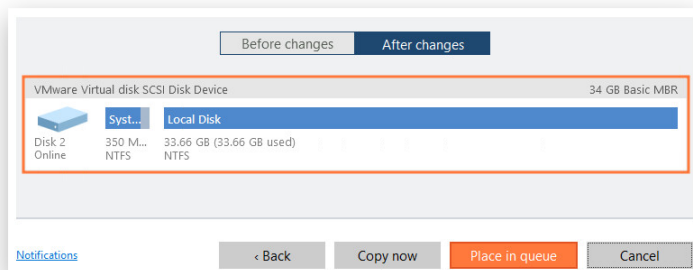 Before changes After changes
VMware Virtual disk SCSI Disk Device 34 GB Basic MBR
Syst... Local Disk
Disk 2 350 M... 33.66 GB (33.66 GB used)
Online NTFS NTFS
Notifications ‹ Back Copy now Place in queue Cancel